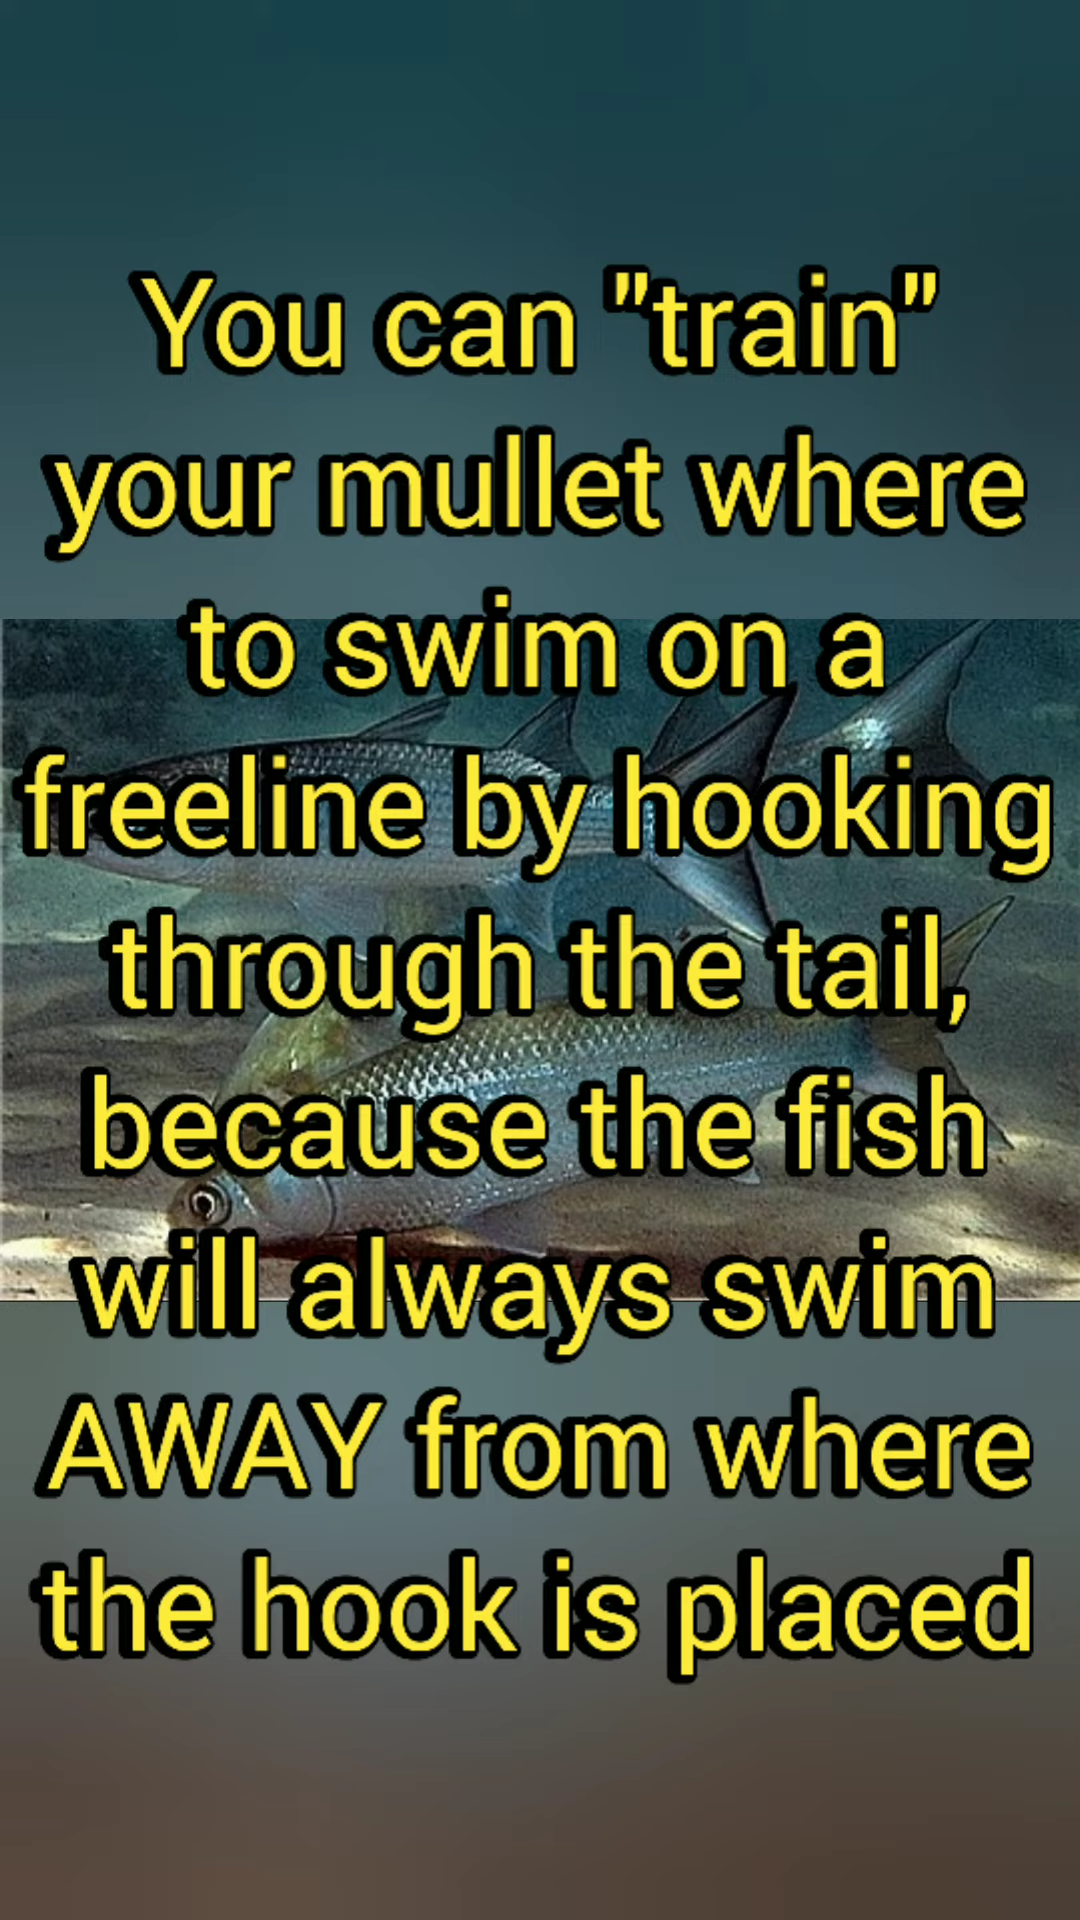 You can "train"
your mullet where
to swim on a
freeline by hooking
through the tail,
because the fish
will always swim
AWAY from where
the hook is placed